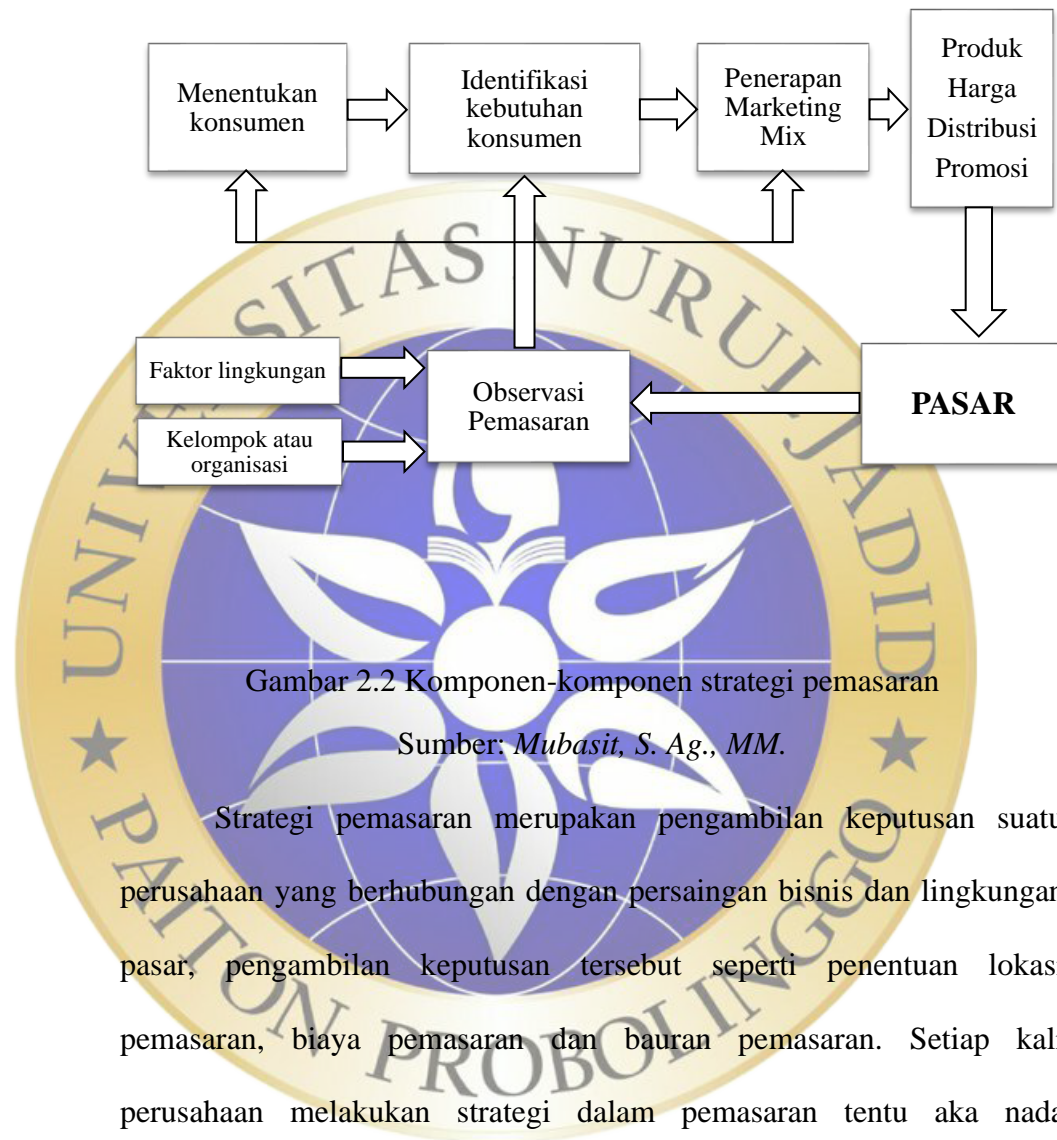 Menentukan
konsumen
Identifikasi
kebutuhan
konsumen
Penerapan
Marketing
Mix
Produk
Harga
Distribusi
Promosi
Faktor lingkungan
Kelompok atau
organisasi
Observasi
Pemasaran
PASAR
UNIVERSITAS NURUL JADID
PAITON PROBOLINGGO
Gambar 2.2 Komponen-komponen strategi pemasaran
Sumber: Mubasit, S. Ag., MM.
Strategi pemasaran merupakan pengambilan keputusan suatu
perusahaan yang berhubungan dengan persaingan bisnis dan lingkungan
pasar, pengambilan keputusan tersebut seperti penentuan lokasi
pemasaran, biaya pemasaran dan bauran pemasaran. Setiap kali
perusahaan melakukan strategi dalam pemasaran tentu aka nada